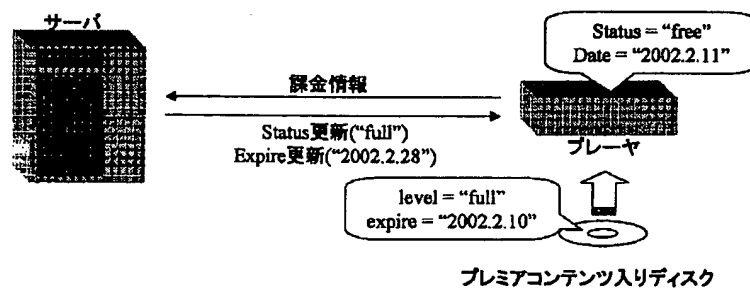 サーバ
Status = “free”
Date = “2002.2.11”
課金情報
Status更新(“full”)
Expire更新(“2002.2.28”)
プレーヤ
level = “full”
expire = “2002.2.10”
プレミアコンテンツ入りディスク